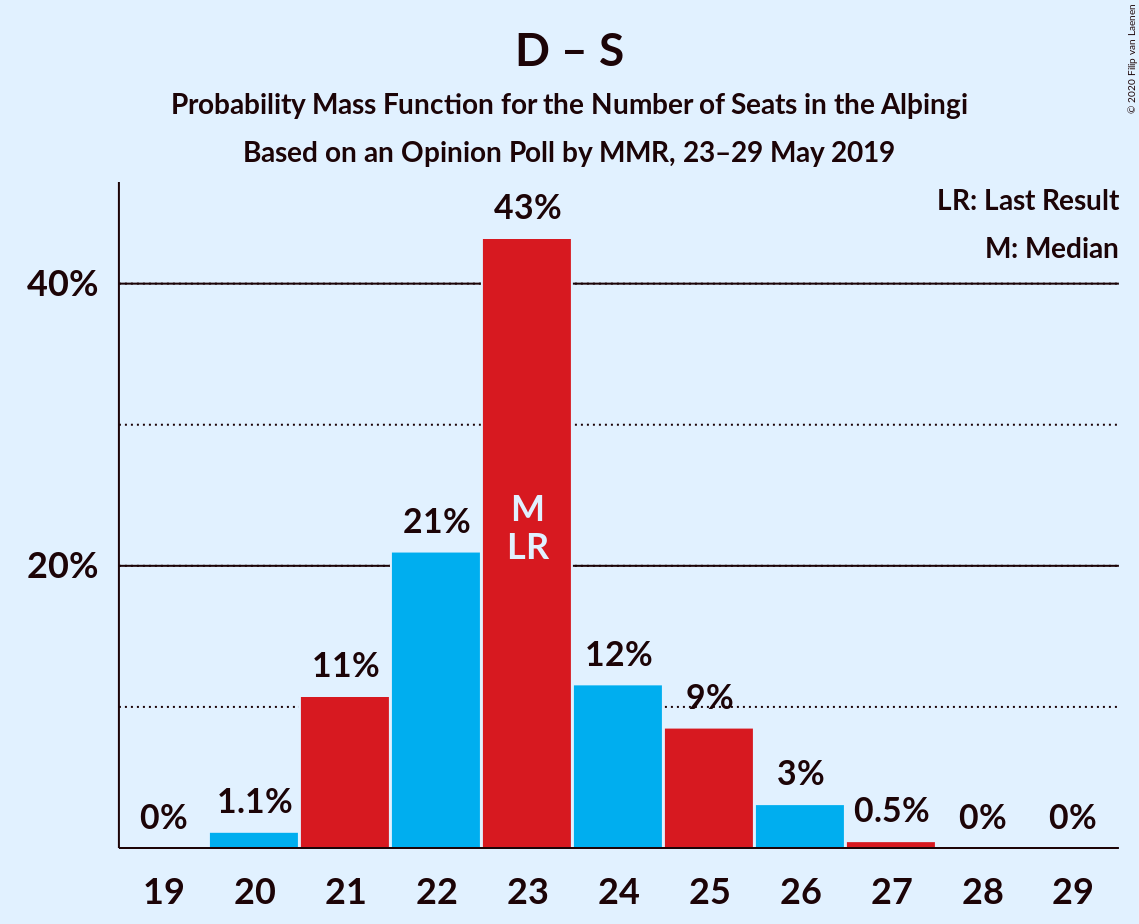 D – S
Probability Mass Function for the Number of Seats in the Alþingi
Based on an Opinion Poll by MMR, 23–29 May 2019
© 2020 Filip van Laenen
LR: Last Result
M: Median
40%
20%
0%
1.1%
11%
21%
43%
M
LR
12%
9%
3%
0.5%
0%
0%
19 20 21 22 23 24 25 26 27 28 29